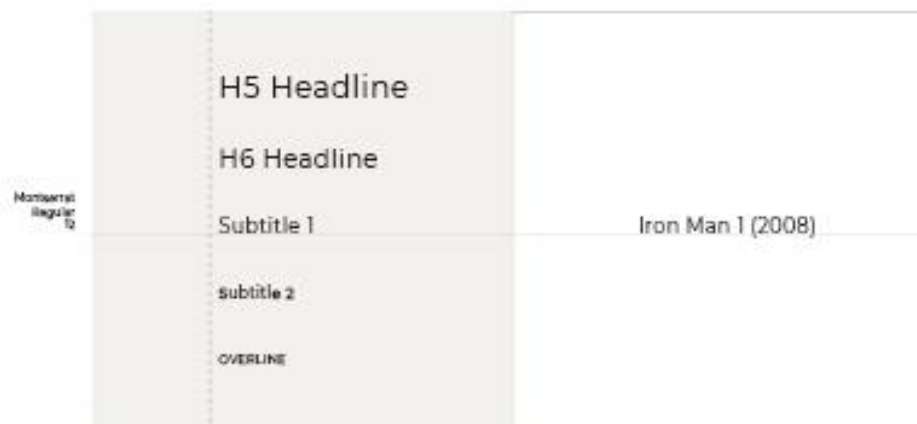 H5 Headline
H6 Headline
Montserrat
Regular
12
Subtitle 1
Iron Man 1 (2008)
Subtitle 2
OVERLINE